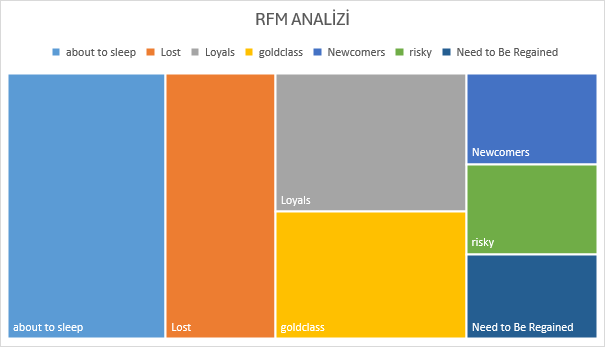 RFM ANALİZİ
about to sleep Lost Loyals goldclass Newcomers risky Need to Be Regained
Newcomers
Loyals
risky
about to sleep
Lost
goldclass
Need to Be Regained